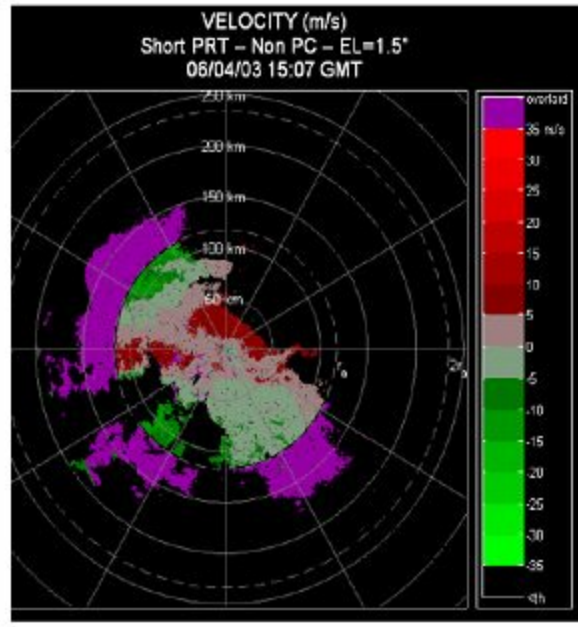 VELOCITY (m/s)
Short PRT – Non PC – EL=1.5°
06/04/03 15:07 GMT
250 km
200 km
150 km
100 km
overlaid
35 m/s
30
25
20
15
10
5
0
-5
-10
-15
-20
-25
-30
-35